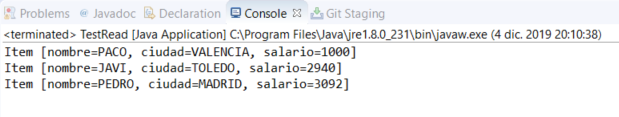 Problems @ Javadoc Declaration Console Git Staging
<terminated> TestRead [Java Application] C:\Program Files\Java\jre1.8.0_231\bin\javaw.exe (4 dic. 2019 20:10:38)
Item [nombre=PACO, ciudad=VALENCIA, salario=1000]
Item [nombre=JAVI, ciudad=TOLEDO, salario=2940]
Item [nombre=PEDRO, ciudad=MADRID, salario=3092]